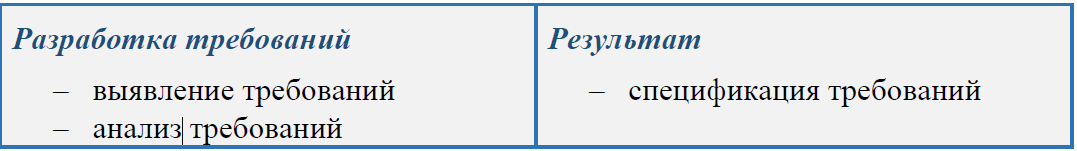 Разработка требований
– выявление требований
– анализ требований
Результат
– спецификация требований